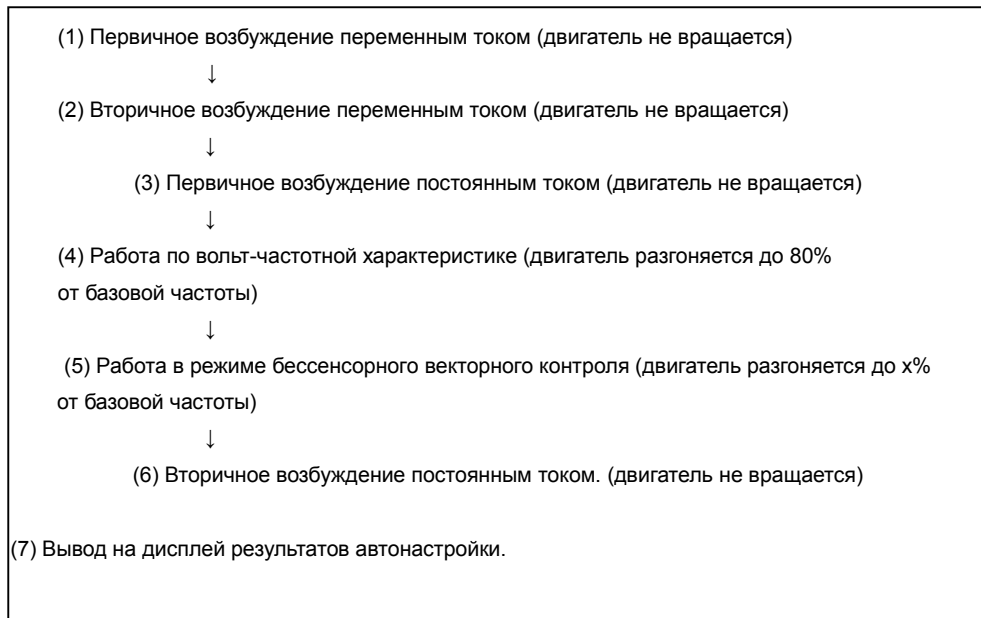 (1) Первичное возбуждение переменным током (двигатель не вращается)
↓
(2) Вторичное возбуждение переменным током (двигатель не вращается)
↓
(3) Первичное возбуждение постоянным током (двигатель не вращается)
↓
(4) Работа по вольт-частотной характеристике (двигатель разгоняется до 80%
от базовой частоты)
↓
(5) Работа в режиме бессенсорного векторного контроля (двигатель разгоняется до x%
от базовой частоты)
↓
(6) Вторичное возбуждение постоянным током. (двигатель не вращается)
(7) Вывод на дисплей результатов автонастройки.